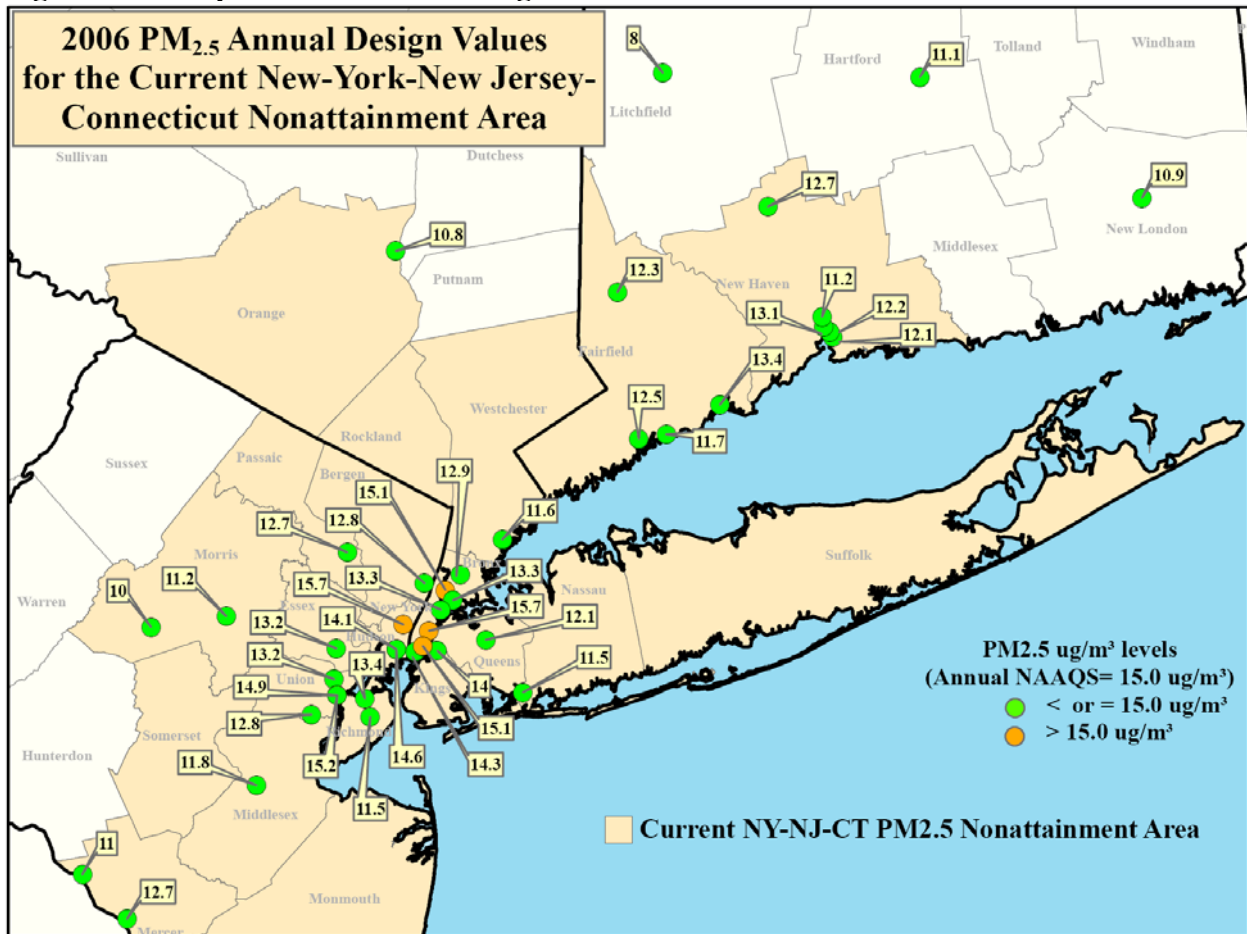 2006 PM2.5 Annual Design Values
for the Current New-York-New Jersey-
Connecticut Nonattainment Area
8
11.1
Tolland
Windham
Hartford
Litchfield
Sullivan
Dutchess
12.7
10.9
New London
Middlesex
10.8
Putnam
12.3
New Haven
11.2
Orange
13.1
12.2
12.1
Fairfield
13.4
Westchester
12.5
11.7
Rockland
Sussex
Passaic
Bergen
12.9
15.1
12.7
12.8
11.6
Morris
Bronx
Suffolk
Nassau
13.3
13.3
11.2
10
15.7
15.7
Warren
Essex
New York
14.1
12.1
13.2
Hudson
Queens
13.2
13.4
11.5
Union
14.9
14
Kings
12.8
Richmond
15.1
Somerset
Hunterdon
15.2
14.6
14.3
11.8
11.5
Middlesex
11
12.7
Monmouth
Mercer
PM2.5 ug/m³ levels
(Annual NAAQS= 15.0 ug/m³)
< or = 15.0 ug/m³
> 15.0 ug/m³
Current NY-NJ-CT PM2.5 Nonattainment Area